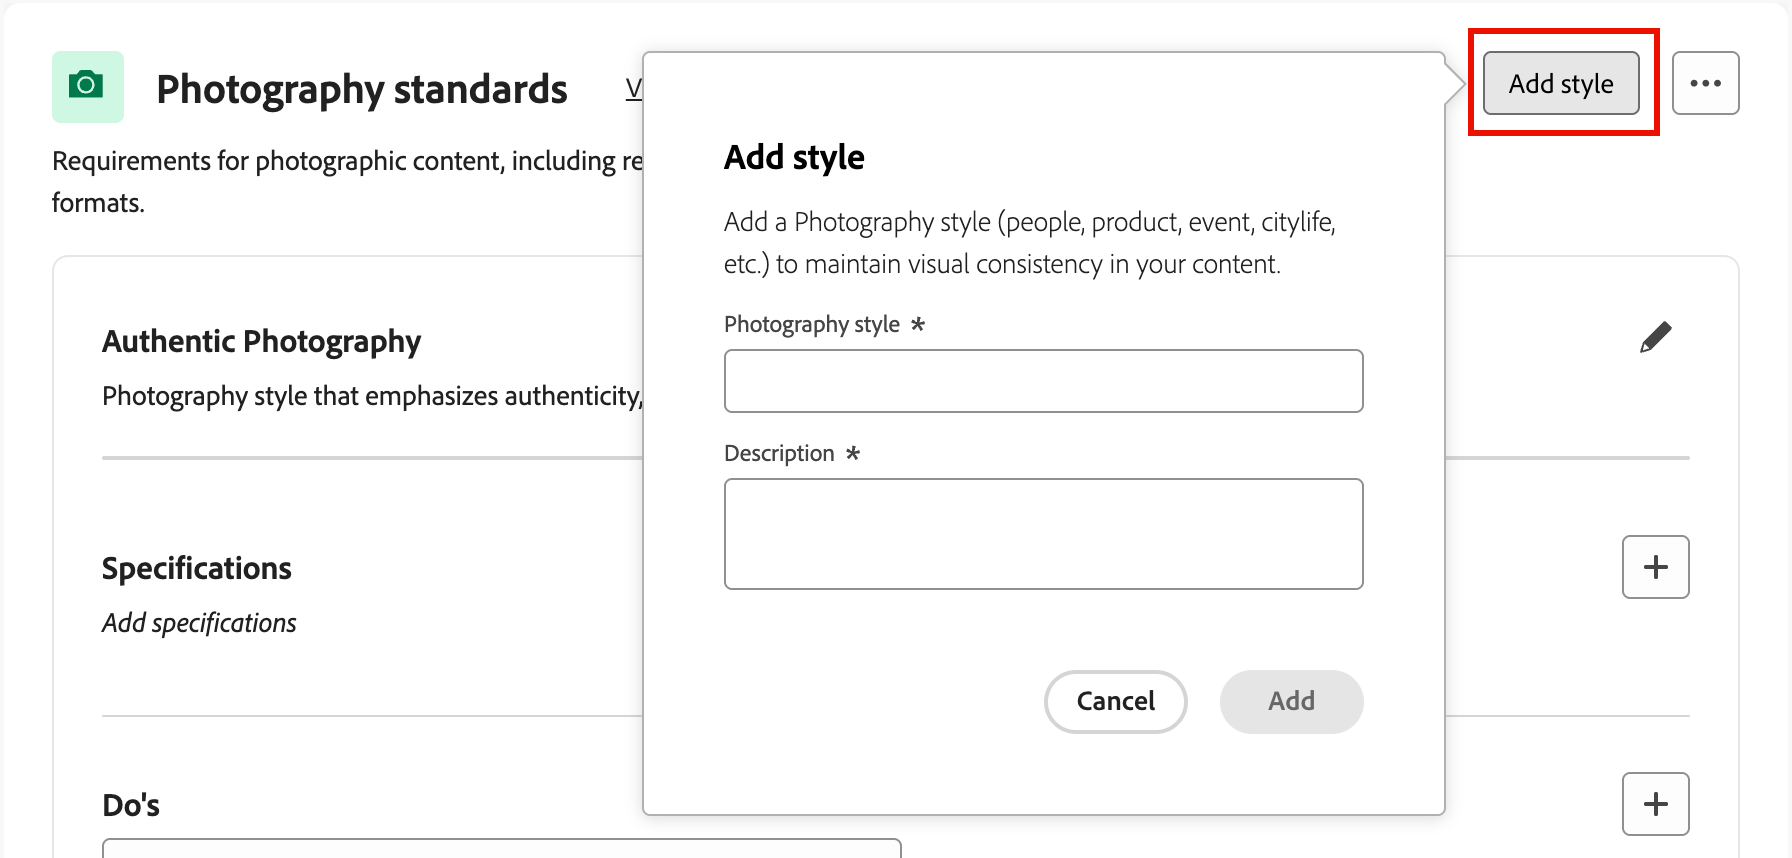 Photography standards
V
Add style
Requirements for photographic content, including re
formats.
Add style
Add a Photography style (people, product, event, citylife,
etc.) to maintain visual consistency in your content.
Photography style *
Description *
Cancel
Add
Authentic Photography
Photography style that emphasizes authenticity,
Specifications
Add specifications
Do's